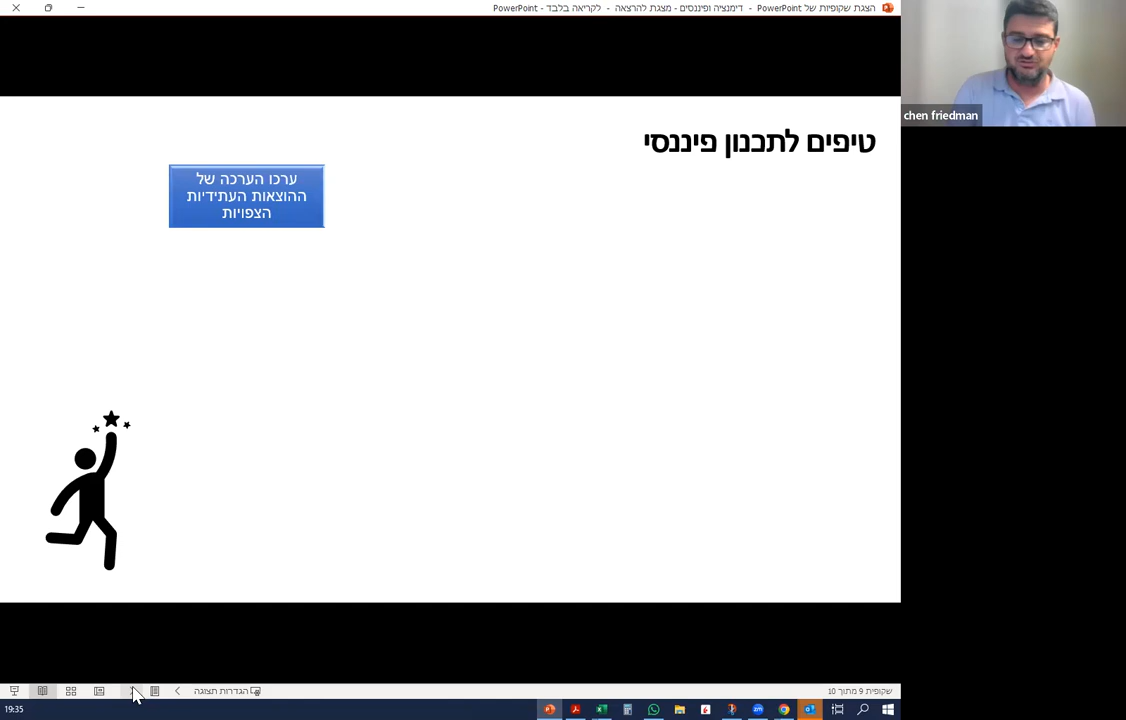 הצגת שקופיות של PowerPoint - דימנציה ופיננסים - מצגת להרצאה - לקריאה בלבד - PowerPoint
chen friedman
טיפים לתכנון פיננסי
ערכו הערכה של
ההוצאות העתידיות
הצפויות
שקופית 9 מתוך 10
הגדרות תצוגה
19:35